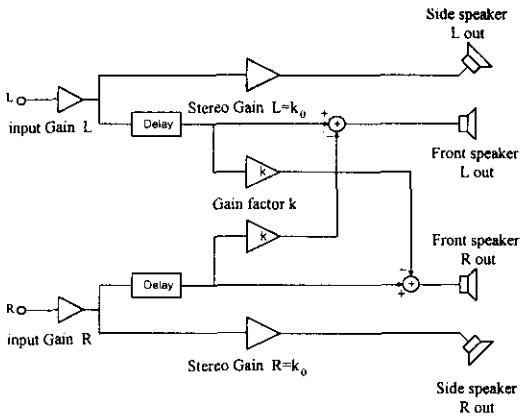 Side speaker
L out
L
input Gain L
Stereo Gain L=k₀
Delay
+
−
+
Front speaker
L out
k
Gain factor k
k
Front speaker
R out
−
+
+
Delay
R
input Gain R
Stereo Gain R=k₀
Side speaker
R out